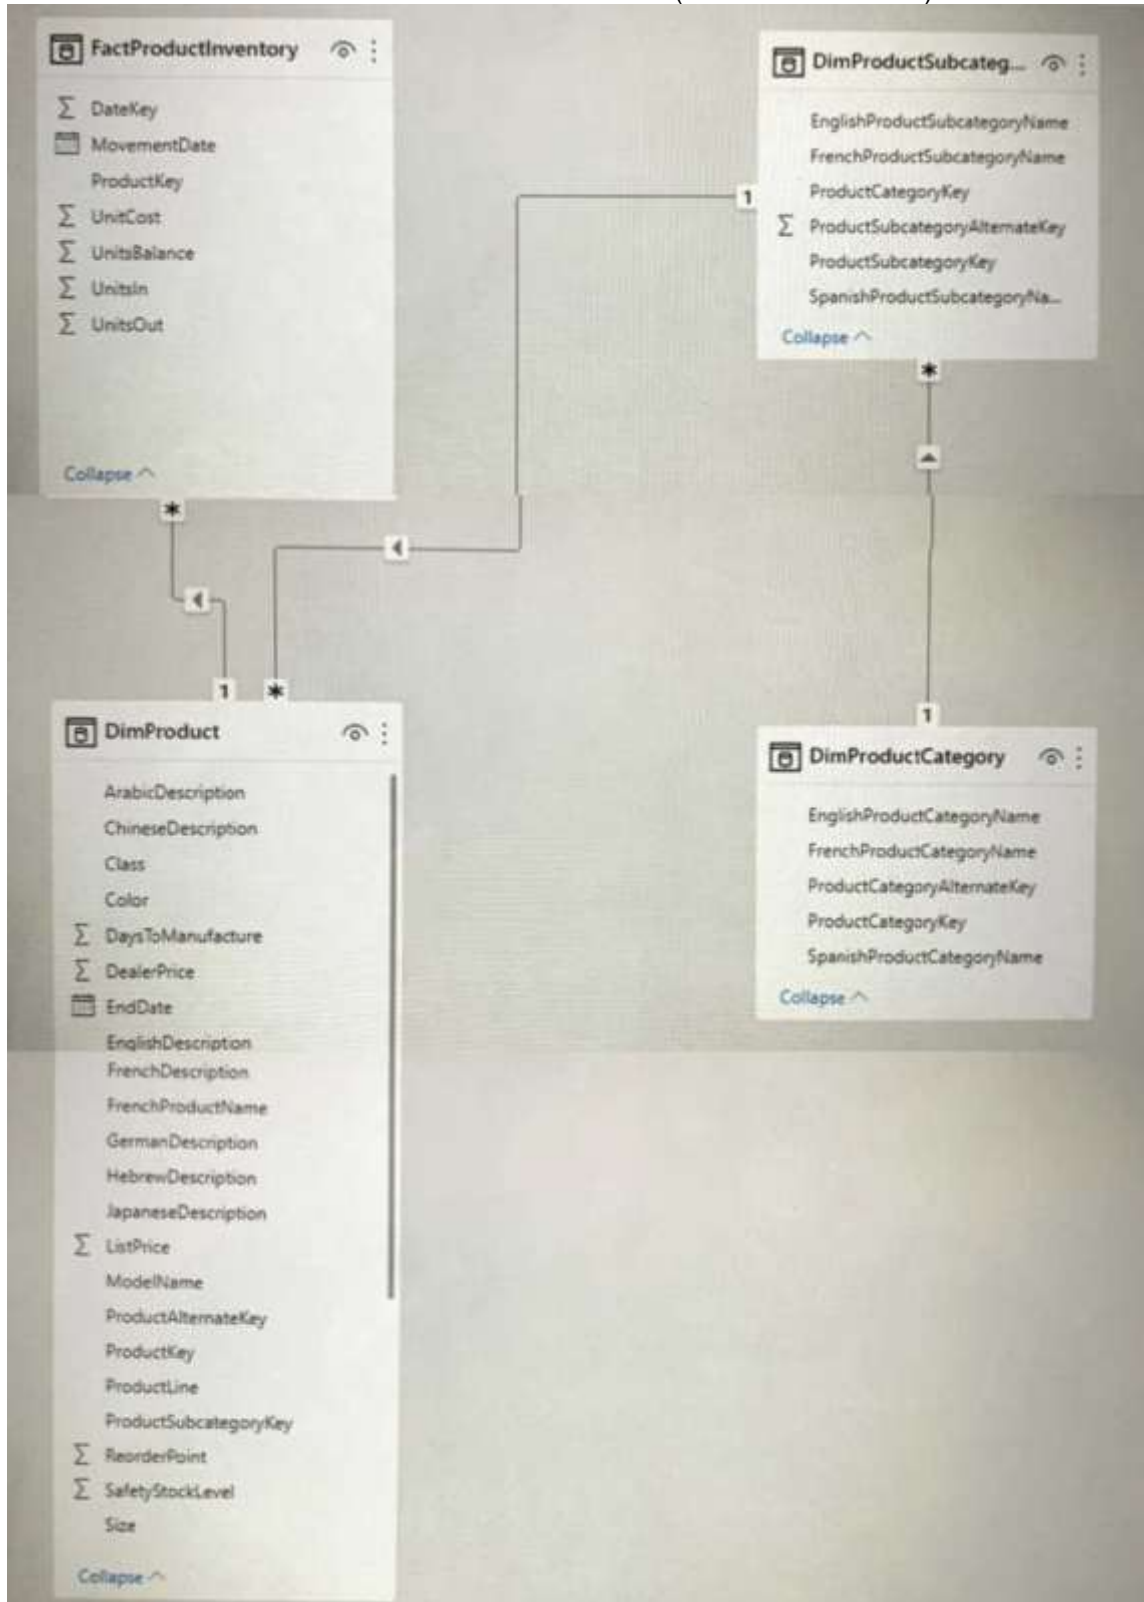 FactProductInventory
DateKey
MovementDate
ProductKey
UnitCost
UnitsBalance
UnitsIn
UnitsOut
Collapse
DimProductSubcateg...
EnglishProductSubcategoryName
FrenchProductSubcategoryName
ProductCategoryKey
ProductSubcategoryAlternateKey
ProductSubcategoryKey
SpanishProductSubcategoryNa...
Collapse
1
*
*
1
*
1
DimProduct
ArabicDescription
ChineseDescription
Class
Color
DaysToManufacture
DealerPrice
EndDate
EnglishDescription
FrenchDescription
FrenchProductName
GermanDescription
HebrewDescription
JapaneseDescription
ListPrice
ModelName
ProductAlternateKey
ProductKey
ProductLine
ProductSubcategoryKey
ReorderPoint
SafetyStockLevel
Size
Collapse
DimProductCategory
EnglishProductCategoryName
FrenchProductCategoryName
ProductCategoryAlternateKey
ProductCategoryKey
SpanishProductCategoryName
Collapse